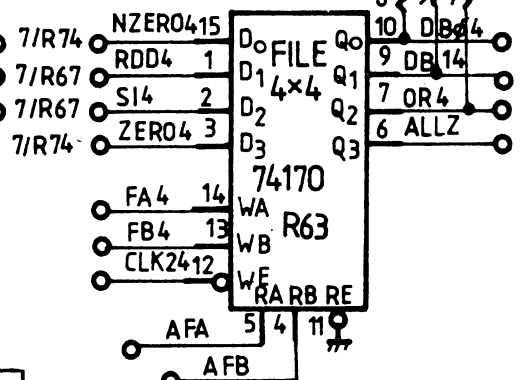 7/R74 NZERO4 15 D0 FILE Q0 10 DBØ4
7/R67 RDD4 1 D1 4×4 Q1 9 DB14
7/R67 SI4 2 D2 Q2 7 OR4
7/R74 ZERO4 3 D3 Q3 6 ALLZ
74170
FA4 14 WA R63
FB4 13 WB
CLK24 12 WE
RA RB RE
5 4 11
AFA
AFB